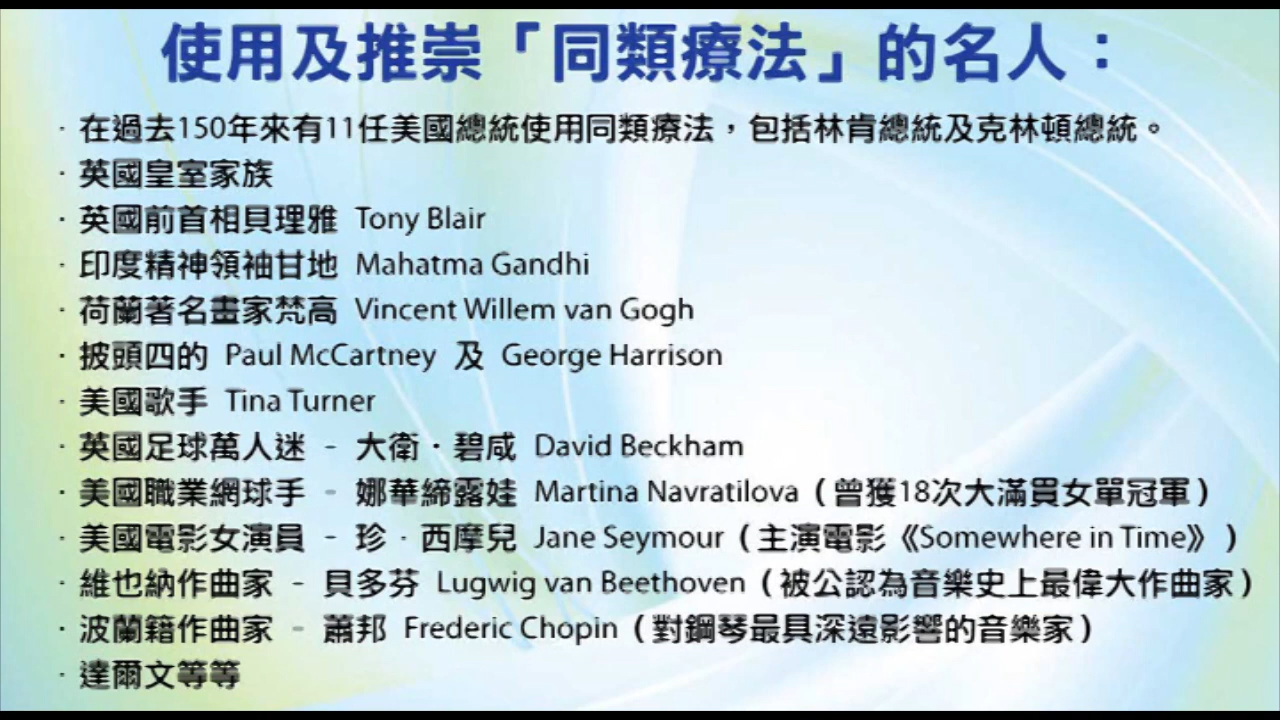 使用及推崇「同類療法」的名人：
· 在過去150年來有11任美國總統使用同類療法，包括林肯總統及克林頓總統。
· 英國皇室家族
· 英國前首相貝理雅 Tony Blair
· 印度精神領袖甘地 Mahatma Gandhi
· 荷蘭著名畫家梵高 Vincent Willem van Gogh
· 披頭四的 Paul McCartney 及 George Harrison
· 美國歌手 Tina Turner
· 英國足球萬人迷 - 大衛·碧咸 David Beckham
· 美國職業網球手 - 娜華締露娃 Martina Navratilova（曾獲18次大滿貫女單冠軍）
· 美國電影女演員 - 珍·西摩兒 Jane Seymour（主演電影《Somewhere in Time》）
· 維也納作曲家 - 貝多芬 Lugwig van Beethoven（被公認為音樂史上最偉大作曲家）
· 波蘭籍作曲家 - 蕭邦 Frederic Chopin（對鋼琴最具深遠影響的音樂家）
· 達爾文等等